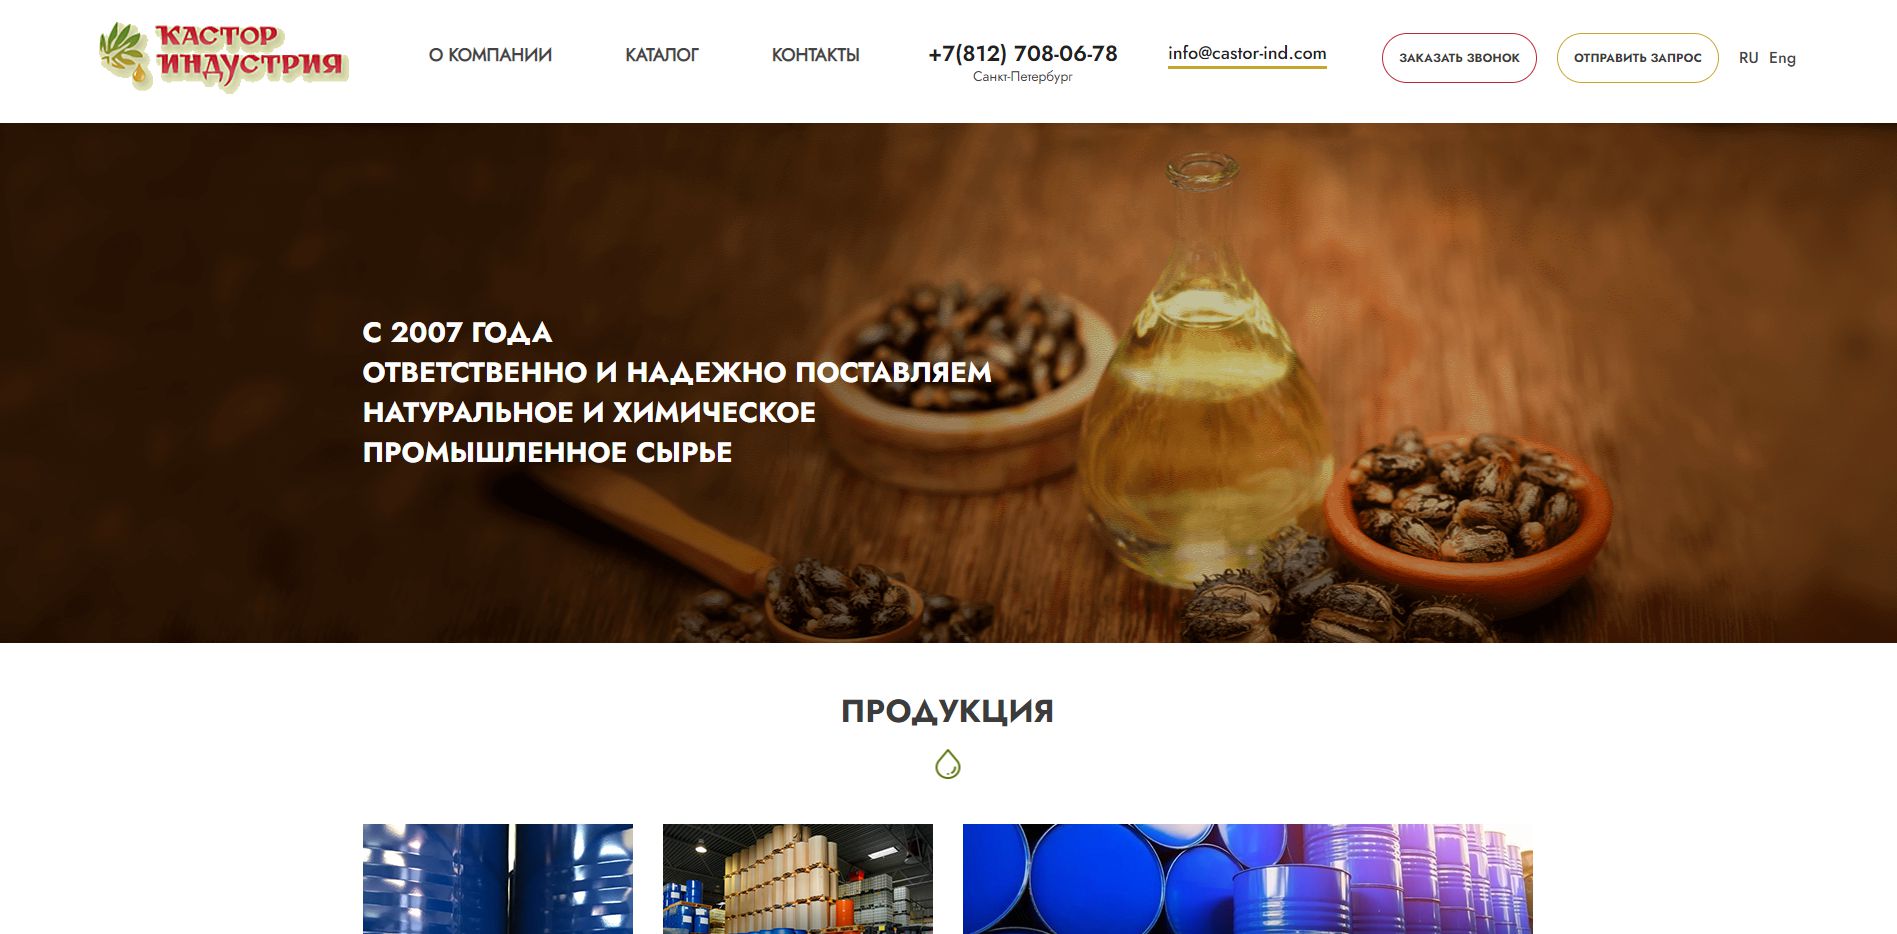 КАСТОР
ИНДУСТРИЯ
О КОМПАНИИ
КАТАЛОГ
КОНТАКТЫ
+7(812) 708-06-78
Санкт-Петербург
info@castor-ind.com
ЗАКАЗАТЬ ЗВОНОК
ОТПРАВИТЬ ЗАПРОС
RU Eng
С 2007 ГОДА
ОТВЕТСТВЕННО И НАДЕЖНО ПОСТАВЛЯЕМ
НАТУРАЛЬНОЕ И ХИМИЧЕСКОЕ
ПРОМЫШЛЕННОЕ СЫРЬЕ
ПРОДУКЦИЯ